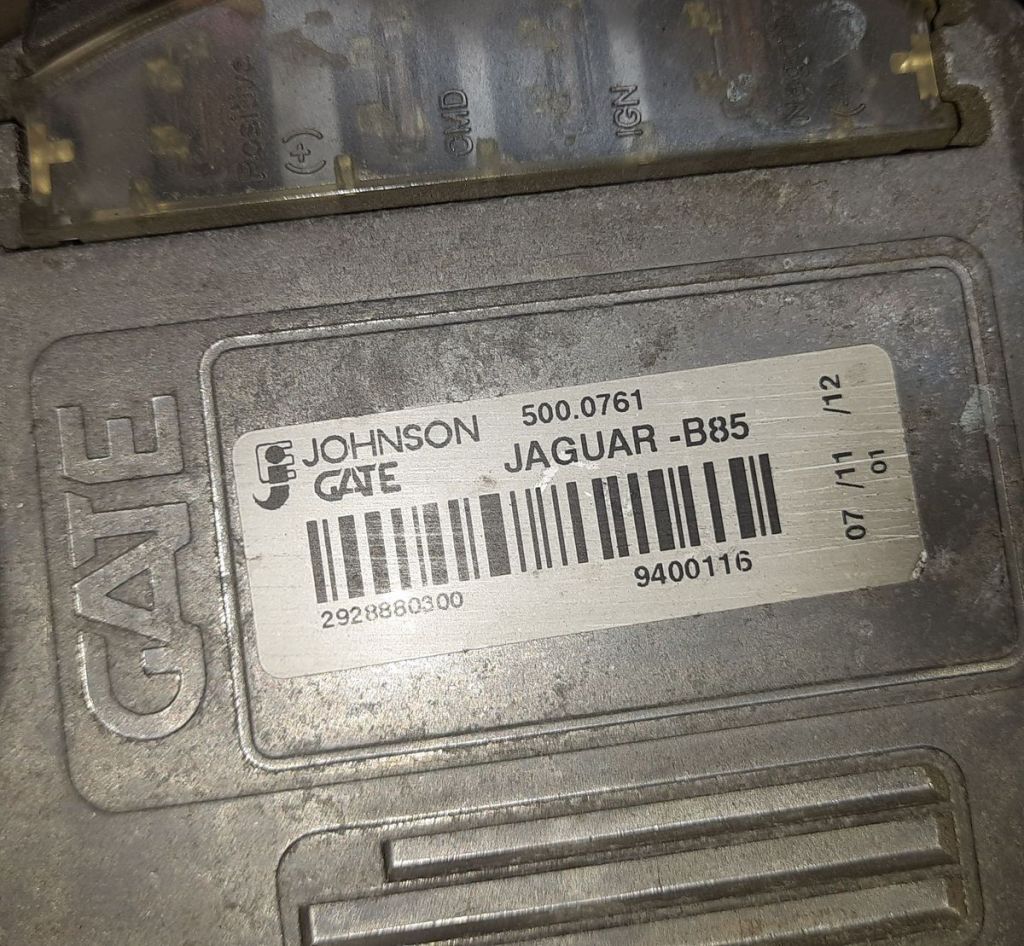 Positive
(+)
CMD
IGN
(-)
GATE
JOHNSON
GATE
500.0761
JAGUAR -B85
2928880300
9400116
07 /11 /12
01